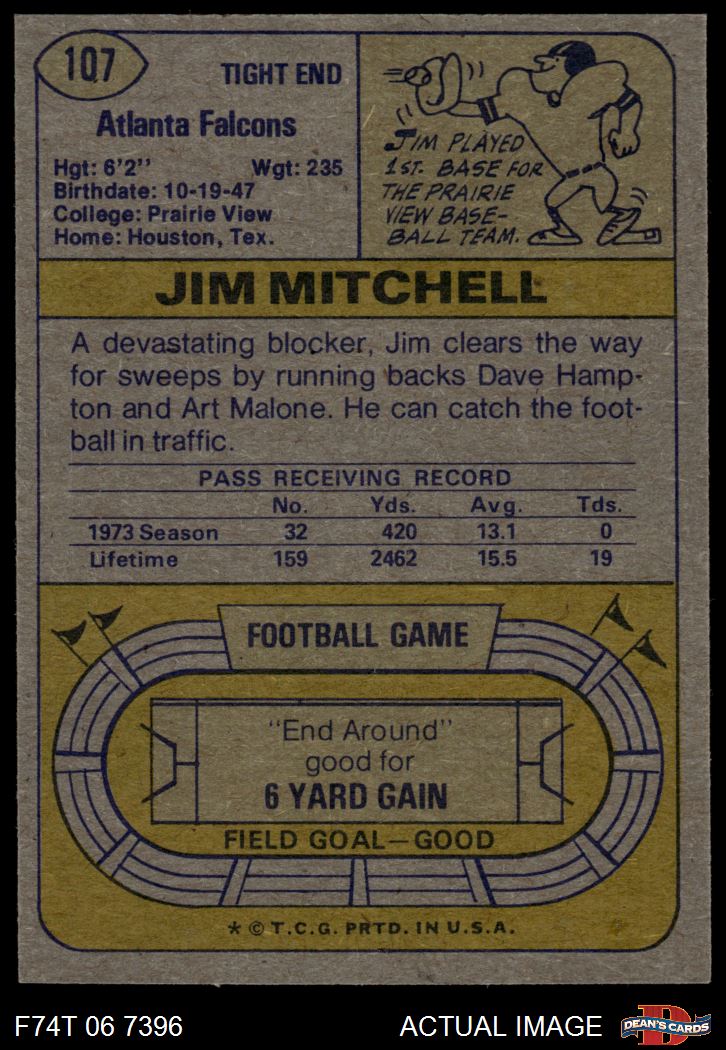 107
TIGHT END
Atlanta Falcons
Hgt: 6'2" Wgt: 235
Birthdate: 10-19-47
College: Prairie View
Home: Houston, Tex.
JIM PLAYED
1ST. BASE FOR
THE PRAIRIE
VIEW BASE-
BALL TEAM.
JIM MITCHELL
A devastating blocker, Jim clears the way
for sweeps by running backs Dave Hamp-
ton and Art Malone. He can catch the foot-
ball in traffic.
PASS RECEIVING RECORD
No. Yds. Avg. Tds.
1973 Season 32 420 13.1 0
Lifetime 159 2462 15.5 19
FOOTBALL GAME
"End Around"
good for
6 YARD GAIN
FIELD GOAL—GOOD
* © T.C.G. PRTD. IN U.S.A.
F74T 06 7396 ACTUAL IMAGE
D
DEAN'S CARDS